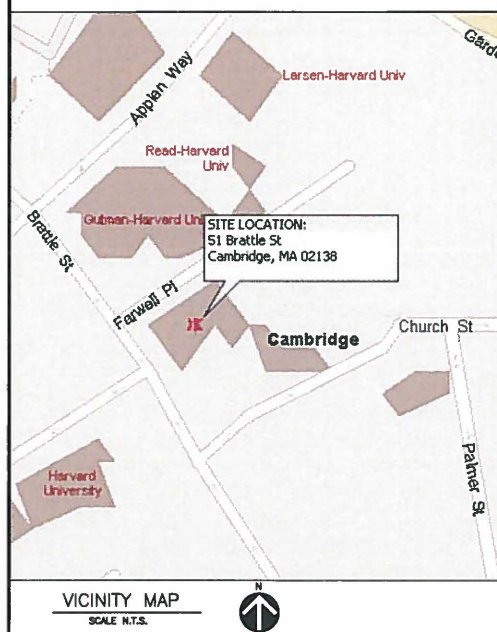 Garde
Larsen-Harvard Univ
Appian Way
Read-Harvard
Univ
Gutman-Harvard Uni
SITE LOCATION:
51 Brattle St
Cambridge, MA 02138
Brattle St
Farwell Pl
Cambridge
Church St
Harvard
University
Palmer St
VICINITY MAP
SCALE N.T.S.
N